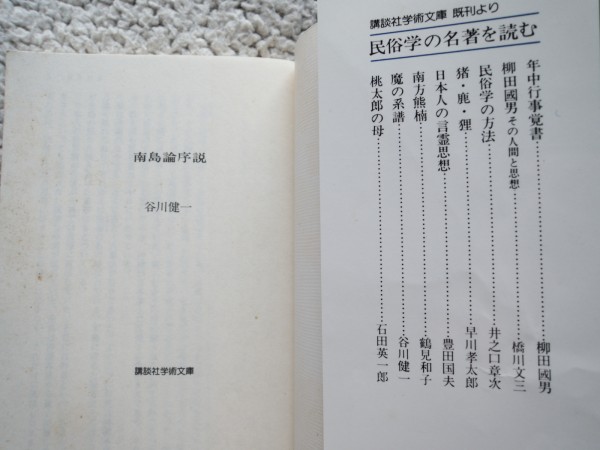 南島論序説
谷川健一
講談社学術文庫
講談社学術文庫 既刊より
民俗学の名著を読む
年中行事覚書………………柳田國男
柳田國男その人間と思想………………橋川文三
民俗学の方法………………井之口章次
猪・鹿・狸………………早川孝太郎
日本人の言霊思想………………豊田国夫
南方熊楠………………鶴見和子
魔の系譜………………谷川健一
桃太郎の母………………石田英一郎